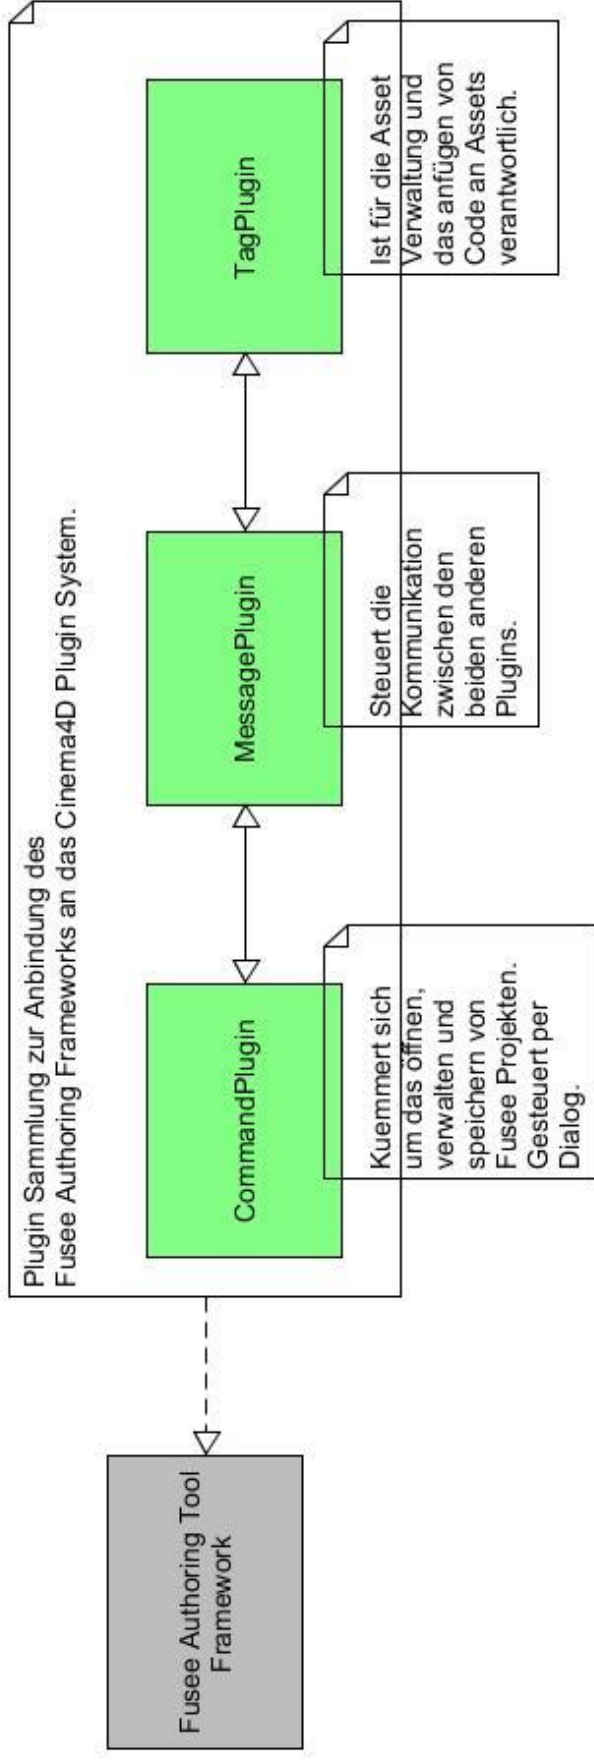 Plugin Sammlung zur Anbindung des
Fusee Authoring Frameworks an das Cinema4D Plugin System.
Fusee Authoring Tool
Framework
CommandPlugin
MessagePlugin
TagPlugin
Kuemmert sich
um das öffnen,
verwalten und
speichern von
Fusee Projekten.
Gesteuert per
Dialog.
Steuert die
Kommunikation
zwischen den
beiden anderen
Plugins.
Ist für die Asset
Verwaltung und
das anfügen von
Code an Assets
verantwortlich.